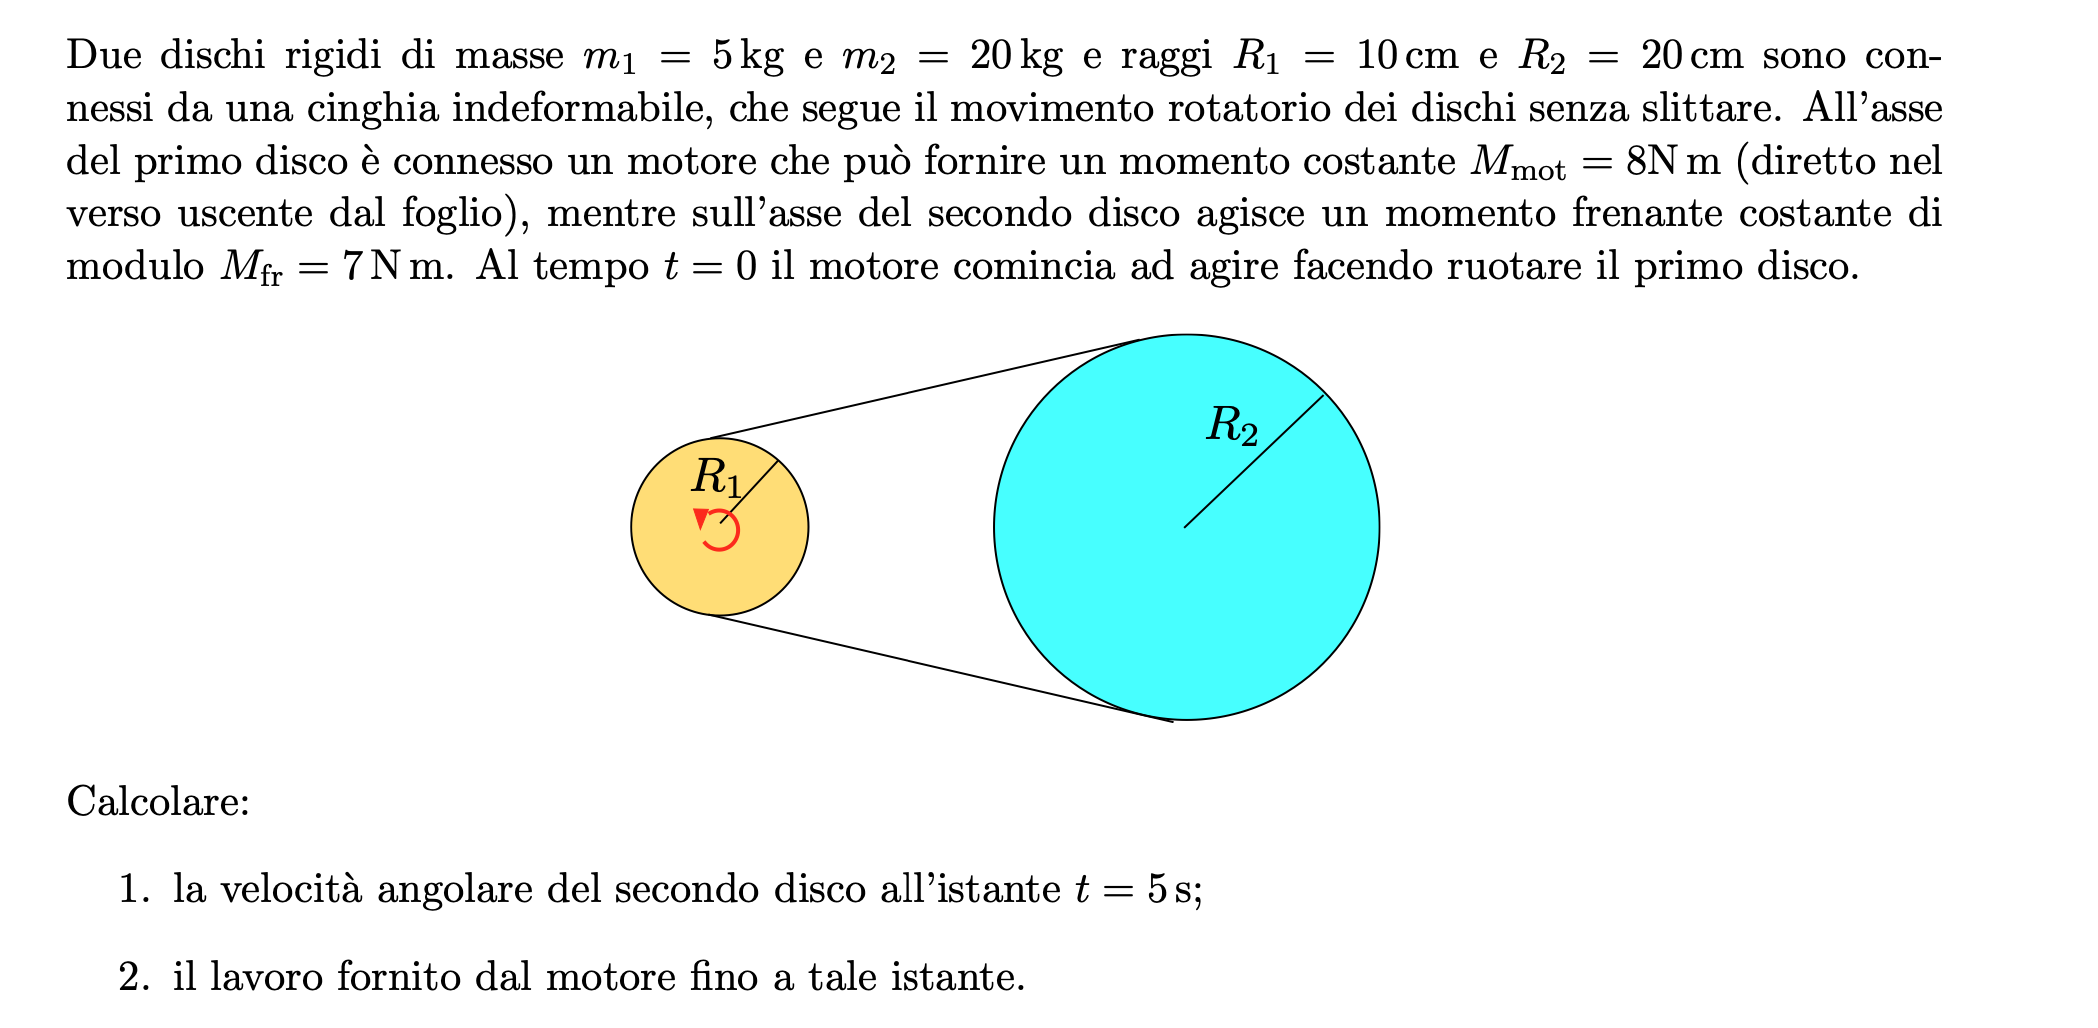 Due dischi rigidi di masse m₁ = 5 kg e m₂ = 20 kg e raggi R₁ = 10 cm e R₂ = 20 cm sono con-
nessi da una cinghia indeformabile, che segue il movimento rotatorio dei dischi senza slittare. All'asse
del primo disco è connesso un motore che può fornire un momento costante M_mot = 8N m (diretto nel
verso uscente dal foglio), mentre sull'asse del secondo disco agisce un momento frenante costante di
modulo M_fr = 7 N m. Al tempo t = 0 il motore comincia ad agire facendo ruotare il primo disco.
R₂
R₁
Calcolare:
1. la velocità angolare del secondo disco all'istante t = 5 s;
2. il lavoro fornito dal motore fino a tale istante.